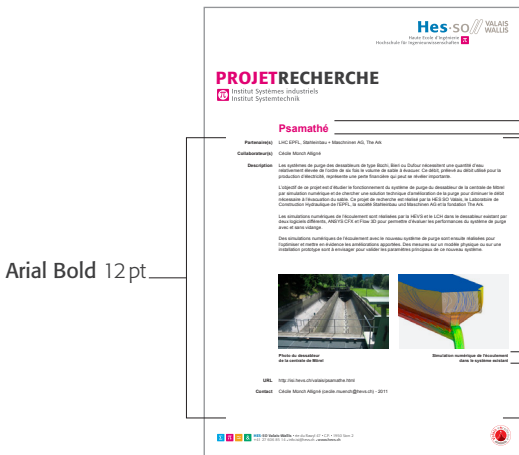 Hes·so// VALAIS
WALLIS
Haute Ecole d'Ingénierie
Hochschule für Ingenieurwissenschaften
PROJETRECHERCHE
Institut Systèmes industriels
Institut Systemtechnik
Psamathé
Partenaire(s) LHC EPFL, Stahleinbau + Maschinnen AG, The Ark
Collaborateur(s) Cécile Münch Alligné
Description Les systèmes de purge des dessableurs de type Büchi, Bieri ou Dufour nécessitent une quantité d'eau
relativement élevée de l'ordre de six fois le volume de sable à évacuer. Ce débit, prélevé au débit utilisé pour la
production d'électricité, représente une perte financière qui peut se révéler importante.
L'objectif de ce projet est d'étudier le fonctionnement du système de purge du dessableur de la centrale de Mörel
par simulation numérique et de chercher une solution technique d'amélioration de la purge pour diminuer le débit
nécessaire à l'évacuation du sable. Ce projet de recherche est réalisé par la HES SO Valais, le Laboratoire de
Construction Hydraulique de l'EPFL, la société Stahleinbau und Maschinen AG et la fondation The Ark.
Les simulations numériques de l'écoulement sont réalisées par la HEVS et le LCH dans le dessableur existant par
deux logiciels différents, ANSYS CFX et Flow 3D pour permettre d'évaluer les performances du système de purge
avec et sans vidange.
Des simulations numériques de l'écoulement avec le nouveau système de purge sont ensuite réalisées pour
l'optimiser et mettre en évidence les améliorations apportées. Des mesures sur un modèle physique ou sur une
installation prototype sont à envisager pour valider les paramètres principaux de ce nouveau système.
Arial Bold 12 pt
Photo du dessableur
de la centrale de Mörel
Simulation numérique de l'écoulement
dans le système existant
URL http://isi.hevs.ch/valais/psamathe.html
Contact Cécile Münch Alligné (cecile.muench@hevs.ch) - 2011
HES-SO Valais Wallis